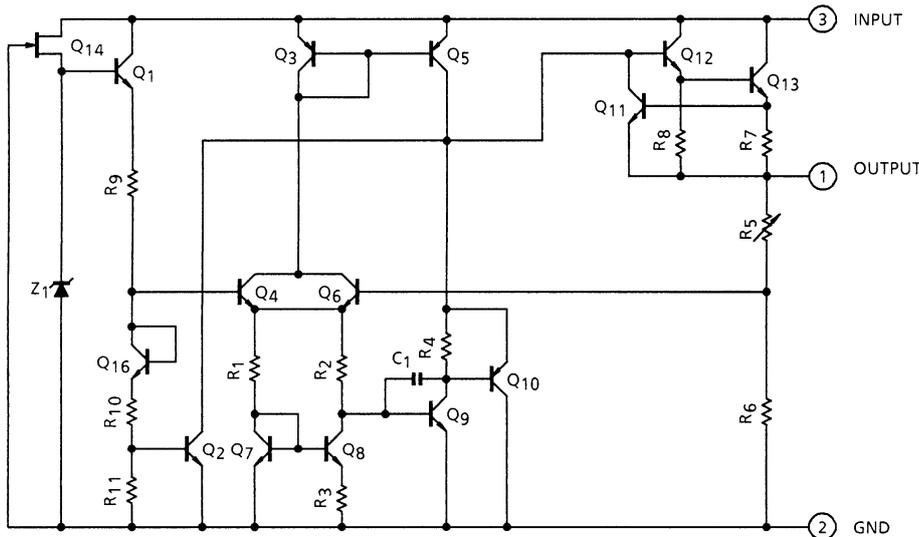 3 INPUT
Q14
Q1
Q3
Q5
Q12
Q13
Q11
R8
R7
1 OUTPUT
R9
R5
Z1
Q4
Q6
Q16
R1
R2
C1
R4
Q10
R10
R6
Q9
Q2
Q7
Q8
R11
R3
2 GND